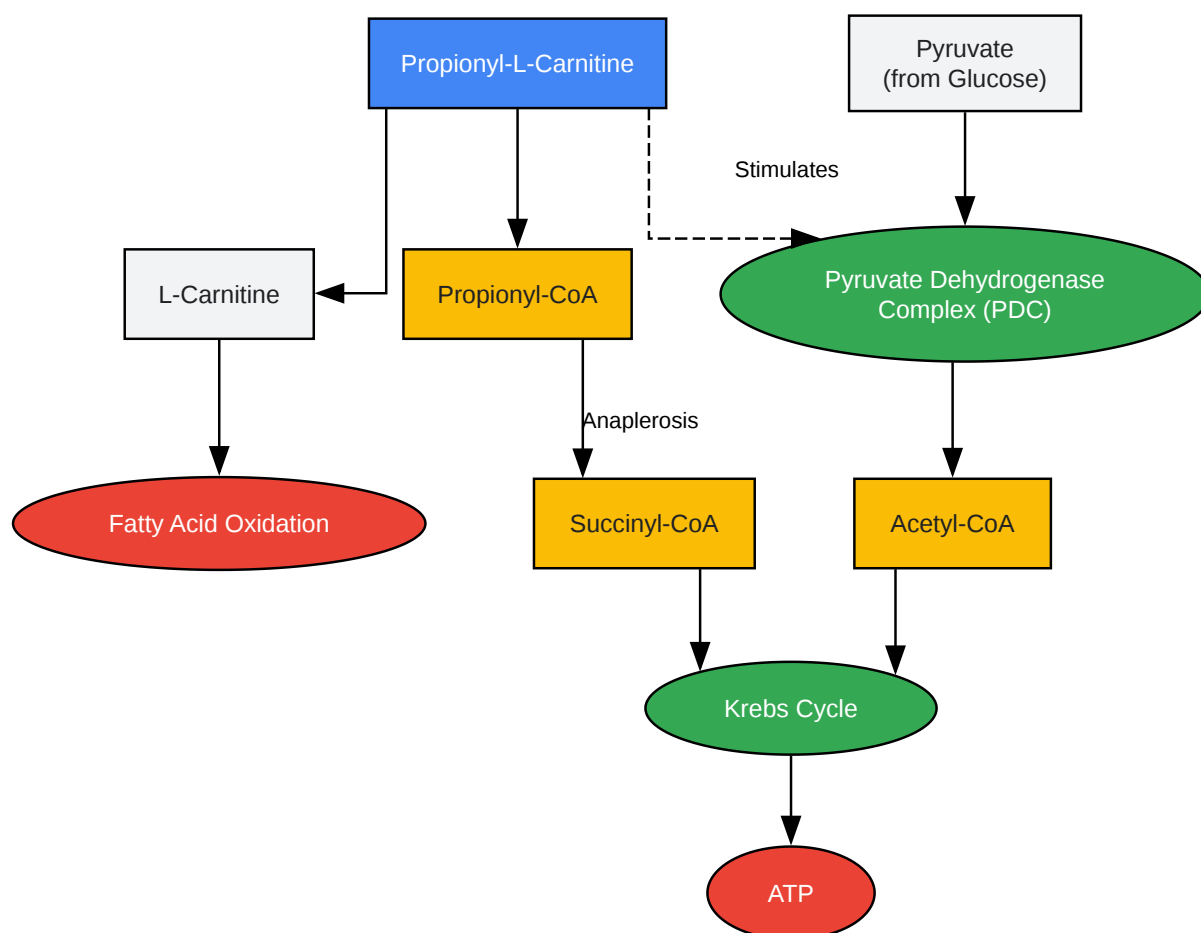 Propionyl-L-Carnitine
Pyruvate
(from Glucose)
Stimulates
L-Carnitine
Propionyl-CoA
Pyruvate Dehydrogenase
Complex (PDC)
Anaplerosis
Fatty Acid Oxidation
Succinyl-CoA
Acetyl-CoA
Krebs Cycle
ATP